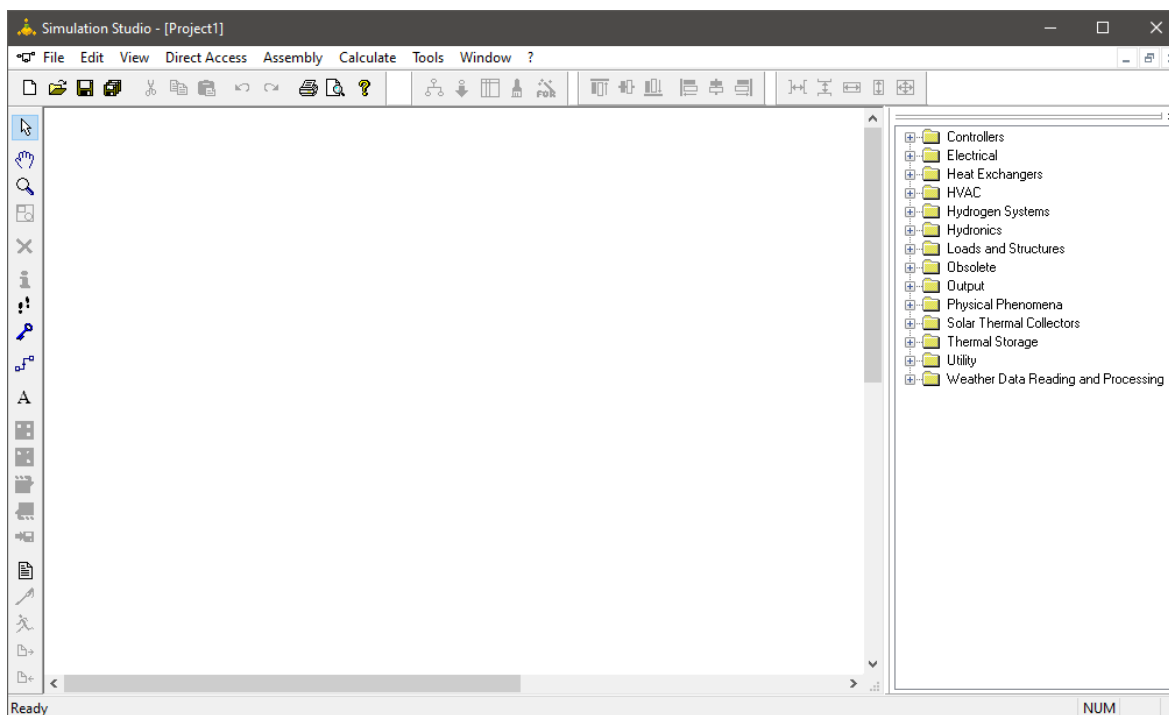 Simulation Studio - [Project1]
File Edit View Direct Access Assembly Calculate Tools Window ?
FOR
A
Controllers
Electrical
Heat Exchangers
HVAC
Hydrogen Systems
Hydronics
Loads and Structures
Obsolete
Output
Physical Phenomena
Solar Thermal Collectors
Thermal Storage
Utility
Weather Data Reading and Processing
Ready NUM